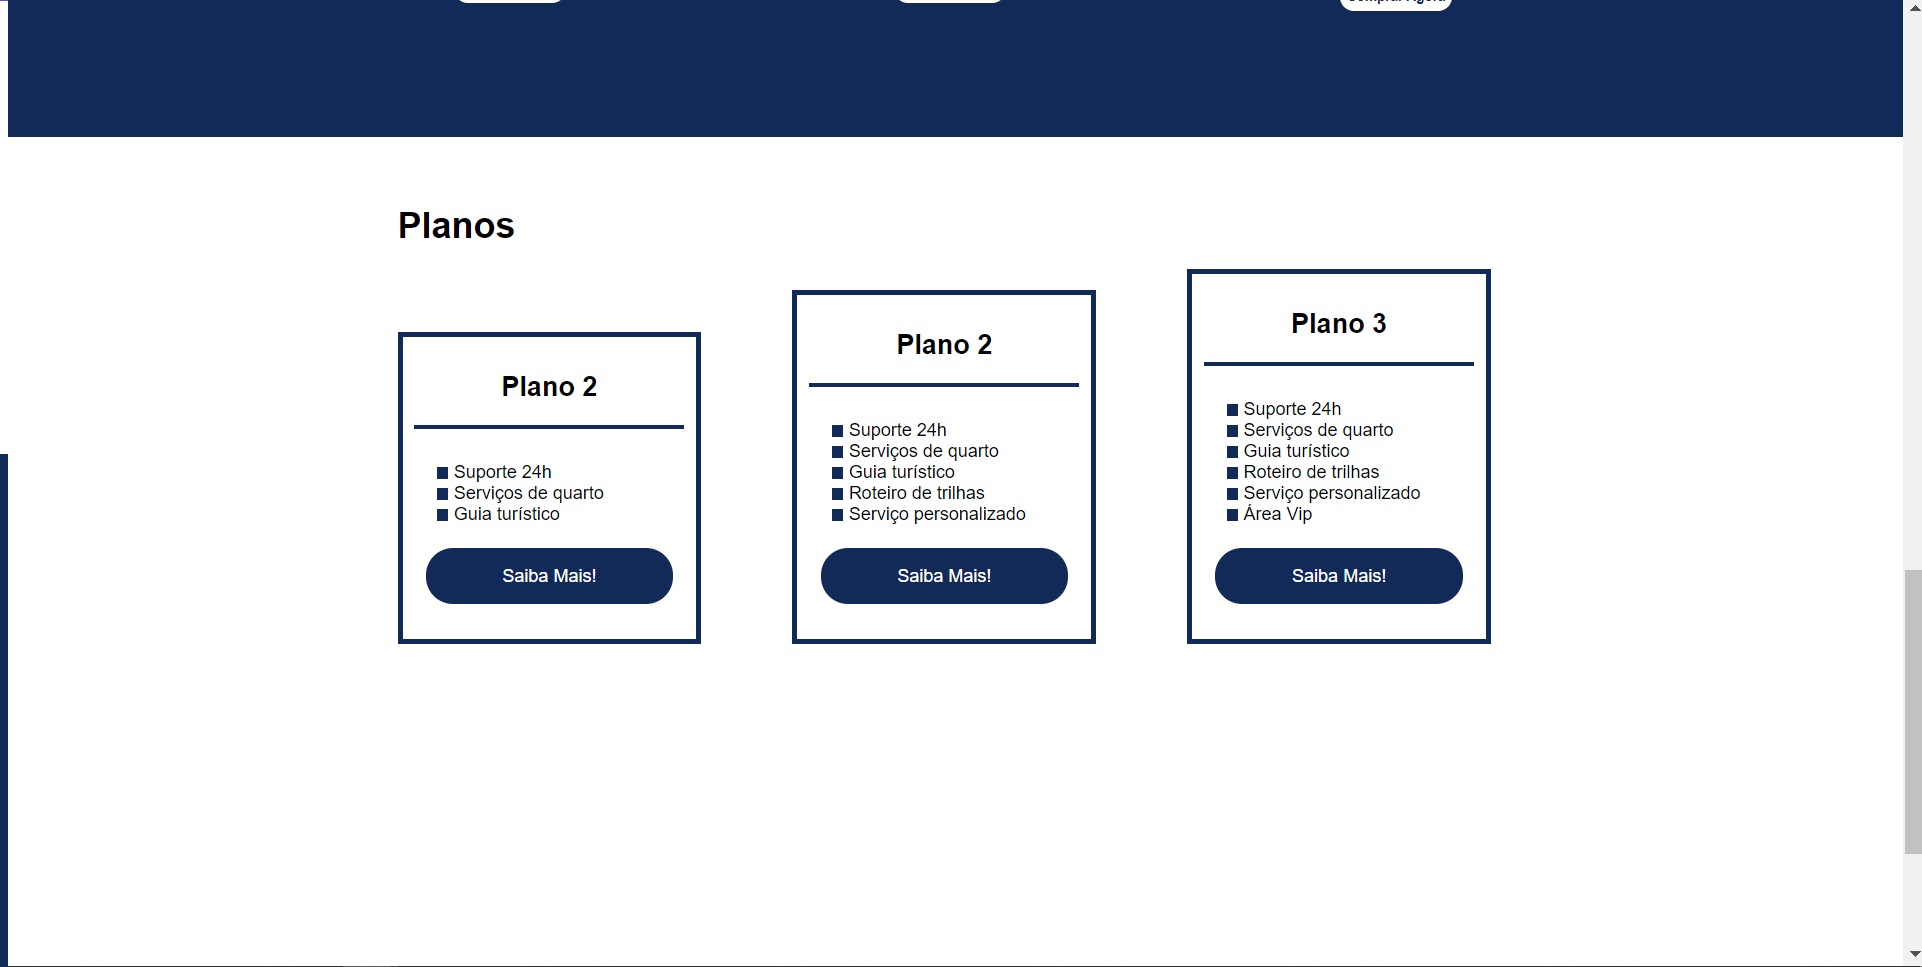 Planos
Plano 2
Suporte 24h
Serviços de quarto
Guia turístico
Saiba Mais!
Plano 2
Suporte 24h
Serviços de quarto
Guia turístico
Roteiro de trilhas
Serviço personalizado
Saiba Mais!
Plano 3
Suporte 24h
Serviços de quarto
Guia turístico
Roteiro de trilhas
Serviço personalizado
Área Vip
Saiba Mais!